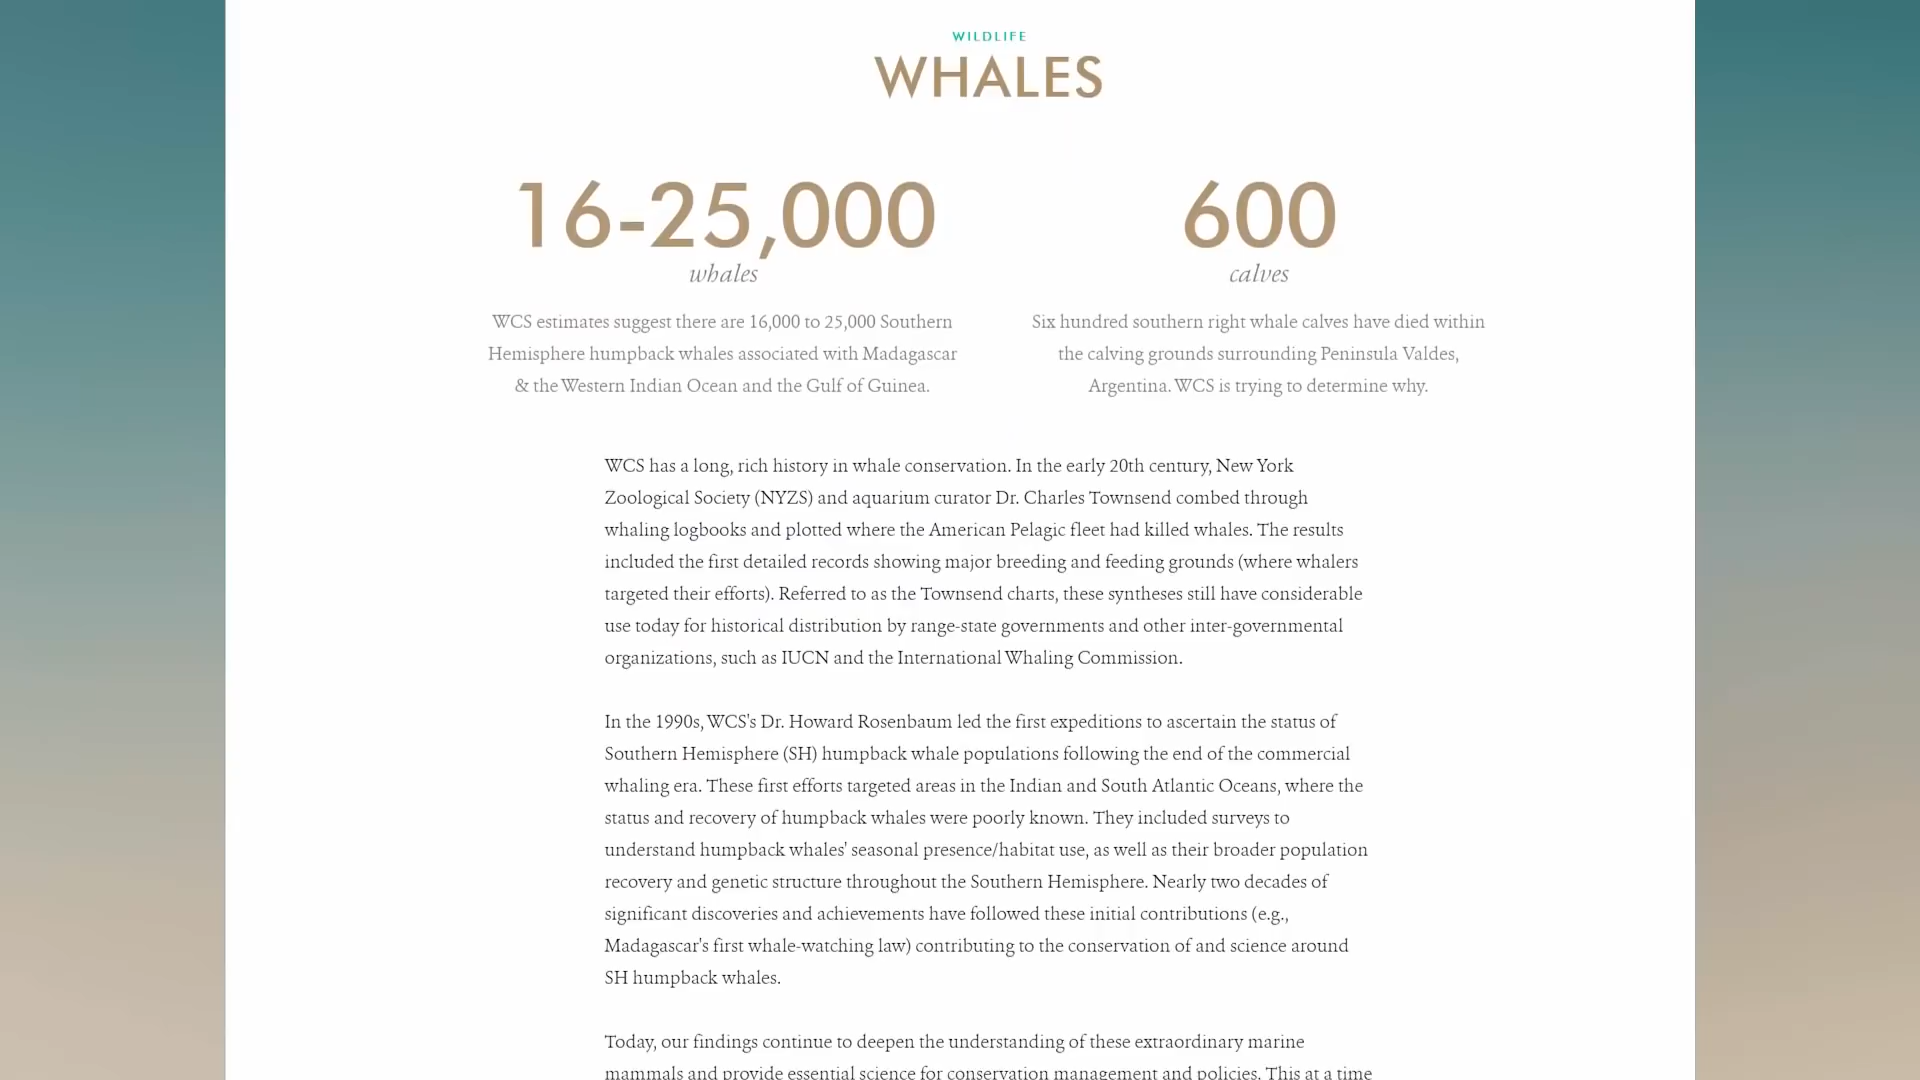 WILDLIFE
WHALES
16-25,000
whales
WCS estimates suggest there are 16,000 to 25,000 Southern
Hemisphere humpback whales associated with Madagascar
& the Western Indian Ocean and the Gulf of Guinea.
600
calves
Six hundred southern right whale calves have died within
the calving grounds surrounding Peninsula Valdes,
Argentina. WCS is trying to determine why.
WCS has a long, rich history in whale conservation. In the early 20th century, New York
Zoological Society (NYZS) and aquarium curator Dr. Charles Townsend combed through
whaling logbooks and plotted where the American Pelagic fleet had killed whales. The results
included the first detailed records showing major breeding and feeding grounds (where whalers
targeted their efforts). Referred to as the Townsend charts, these syntheses still have considerable
use today for historical distribution by range-state governments and other inter-governmental
organizations, such as IUCN and the International Whaling Commission.
In the 1990s, WCS's Dr. Howard Rosenbaum led the first expeditions to ascertain the status of
Southern Hemisphere (SH) humpback whale populations following the end of the commercial
whaling era. These first efforts targeted areas in the Indian and South Atlantic Oceans, where the
status and recovery of humpback whales were poorly known. They included surveys to
understand humpback whales' seasonal presence/habitat use, as well as their broader population
recovery and genetic structure throughout the Southern Hemisphere. Nearly two decades of
significant discoveries and achievements have followed these initial contributions (e.g.,
Madagascar's first whale-watching law) contributing to the conservation of and science around
SH humpback whales.
Today, our findings continue to deepen the understanding of these extraordinary marine
mammals and provide essential science for conservation management and policies. This at a time